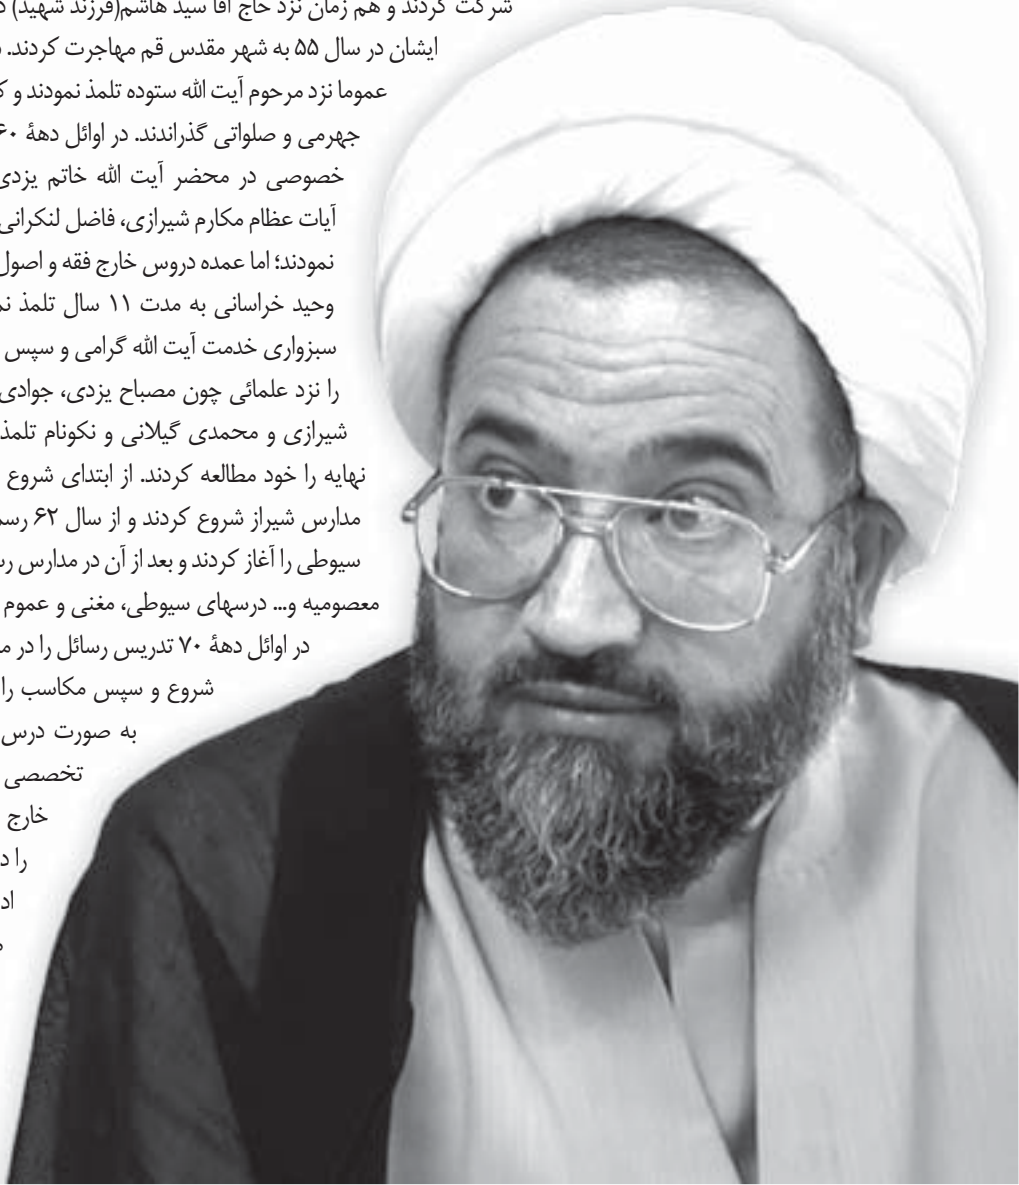 شرکت کردند و هم زمان نزد حاج آقا سید هاشم(فرزند شهید)
ایشان در سال ۵۵ به شهر مقدس قم مهاجرت کردند.
عموما نزد مرحوم آیت الله ستوده تلمذ نمودند و
جهرمی و صلواتی گذراندند. در اوائل دهۀ ۶۰
خصوصی در محضر آیت الله خاتم یزدی
آیات عظام مکارم شیرازی، فاضل لنکرانی
نمودند؛ اما عمده دروس خارج فقه و اصول
وحید خراسانی به مدت ۱۱ سال تلمذ
سبزواری خدمت آیت الله گرامی و سپس
را نزد علمائی چون مصباح یزدی، جوادی
شیرازی و محمدی گیلانی و نکونام تلمذ
نهایه را خود مطالعه کردند. از ابتدای شروع
مدارس شیراز شروع کردند و از سال ۶۲
سیوطی را آغاز کردند و بعد از آن در مدارس
معصومیه و... درسهای سیوطی، مغنی و عموم
در اوائل دهۀ ۷۰ تدریس رسائل را در
شروع و سپس مکاسب را
به صورت درس
تخصصی
خارج
را